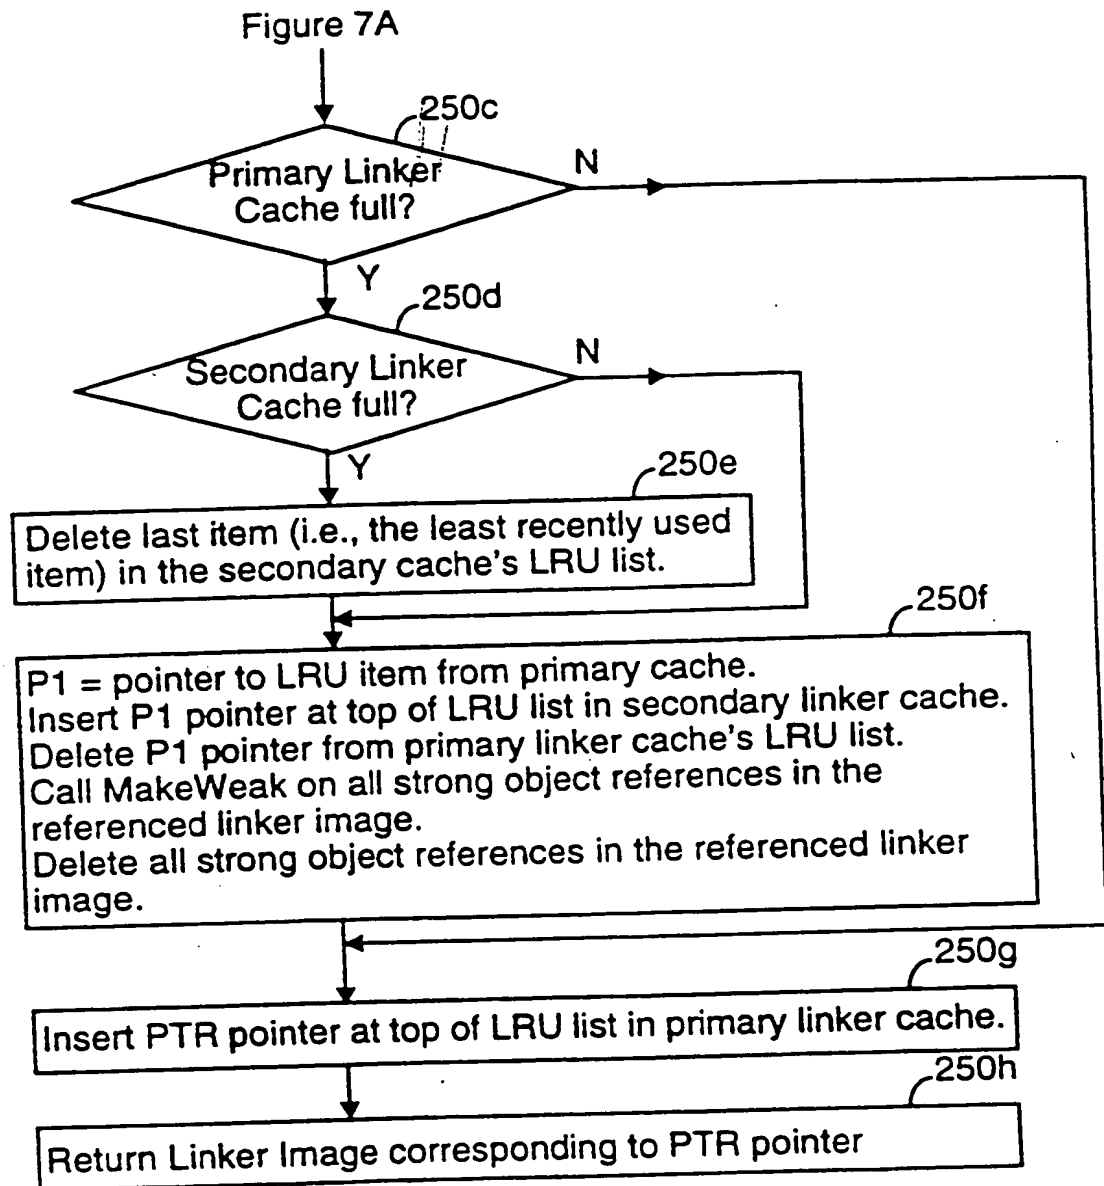 Figure 7A
250c
Primary Linker
Cache full?
N
Y
250d
Secondary Linker
Cache full?
N
Y
250e
Delete last item (i.e., the least recently used
item) in the secondary cache's LRU list.
250f
P1 = pointer to LRU item from primary cache.
Insert P1 pointer at top of LRU list in secondary linker cache.
Delete P1 pointer from primary linker cache's LRU list.
Call MakeWeak on all strong object references in the
referenced linker image.
Delete all strong object references in the referenced linker
image.
250g
Insert PTR pointer at top of LRU list in primary linker cache.
250h
Return Linker Image corresponding to PTR pointer